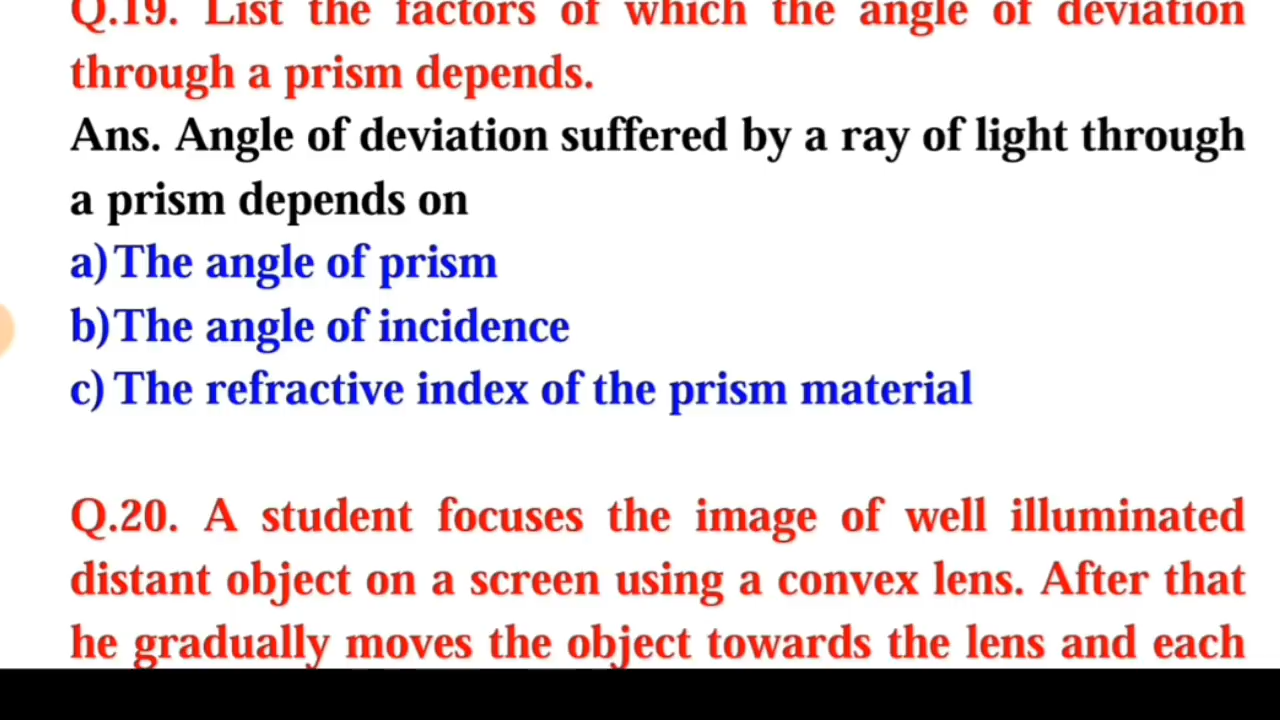 Q.19. List the factors of which the angle of deviation
through a prism depends.
Ans. Angle of deviation suffered by a ray of light through
a prism depends on
a) The angle of prism
b) The angle of incidence
c) The refractive index of the prism material
Q.20. A student focuses the image of well illuminated
distant object on a screen using a convex lens. After that
he gradually moves the object towards the lens and each